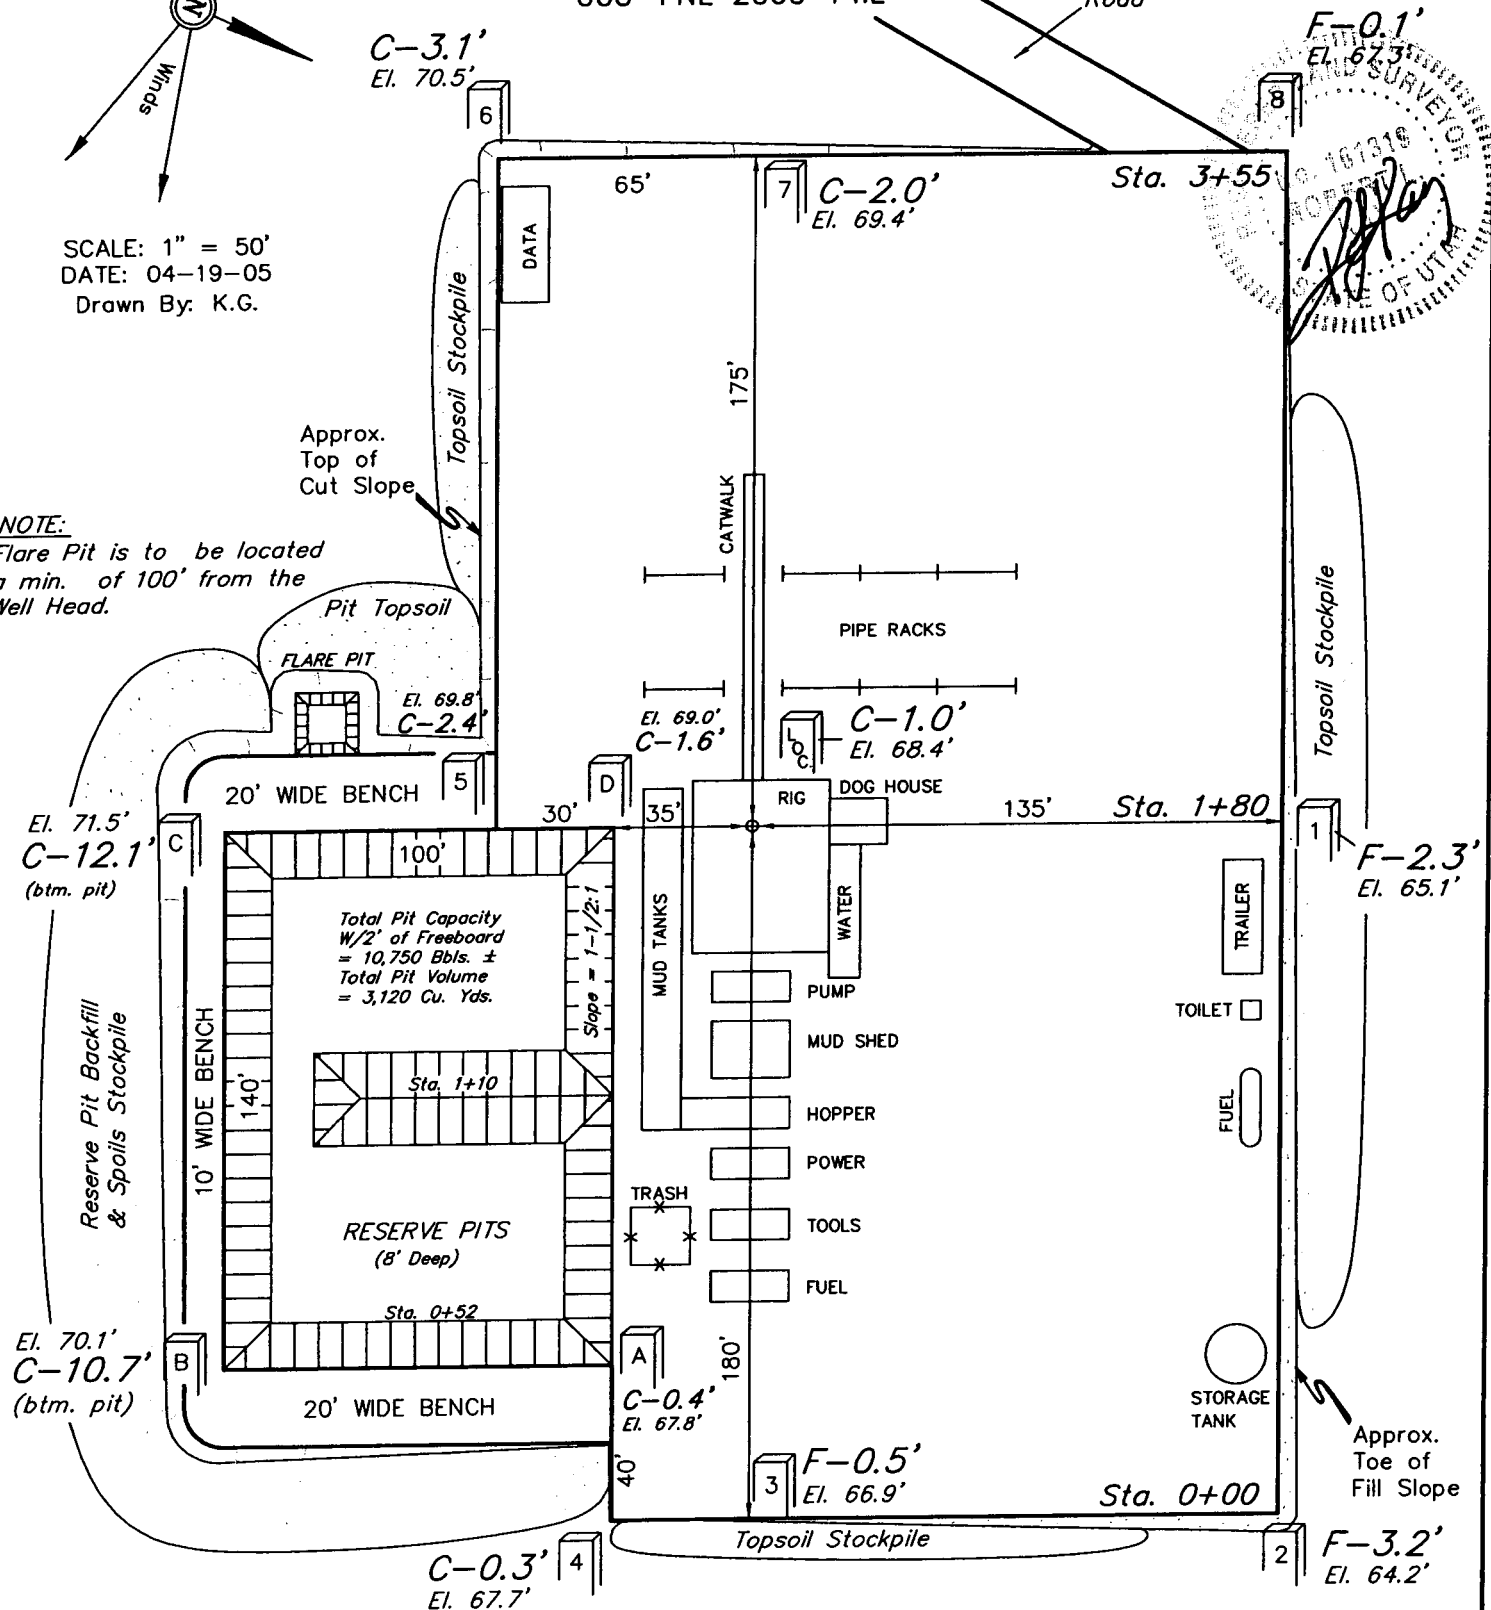 Road
N
Winds
C-3.1'
El. 70.5'
6
F-0.1'
El. 67.3'
8
LAND SURVEYOR
161319
STATE OF UTAH
SCALE: 1" = 50'
DATE: 04-19-05
Drawn By: K.G.
65'
7
C-2.0'
El. 69.4'
Sta. 3+55
DATA
Topsoil Stockpile
175'
Approx.
Top of
Cut Slope
CATWALK
NOTE:
Flare Pit is to be located
a min. of 100' from the
Well Head.
Pit Topsoil
FLARE PIT
PIPE RACKS
Topsoil Stockpile
El. 69.8'
C-2.4'
El. 69.0'
C-1.6'
LOC.
C-1.0'
El. 68.4'
5
D
20' WIDE BENCH
30'
35'
RIG
DOG HOUSE
135'
Sta. 1+80
1
F-2.3'
El. 65.1'
El. 71.5'
C-12.1'
(btm. pit)
C
100'
Total Pit Capacity
W/2' of Freeboard
= 10,750 Bbls. ±
Total Pit Volume
= 3,120 Cu. Yds.
Slope = 1-1/2:1
MUD TANKS
WATER
TRAILER
PUMP
TOILET
MUD SHED
Reserve Pit Backfill
& Spoils Stockpile
10' WIDE BENCH
140'
Sta. 1+10
HOPPER
FUEL
POWER
TRASH
TOOLS
RESERVE PITS
(8' Deep)
FUEL
Sta. 0+52
El. 70.1'
C-10.7'
(btm. pit)
B
A
C-0.4'
El. 67.8'
180'
STORAGE
TANK
20' WIDE BENCH
40'
3
F-0.5'
El. 66.9'
Sta. 0+00
Approx.
Toe of
Fill Slope
Topsoil Stockpile
C-0.3'
El. 67.7'
4
2
F-3.2'
El. 64.2'